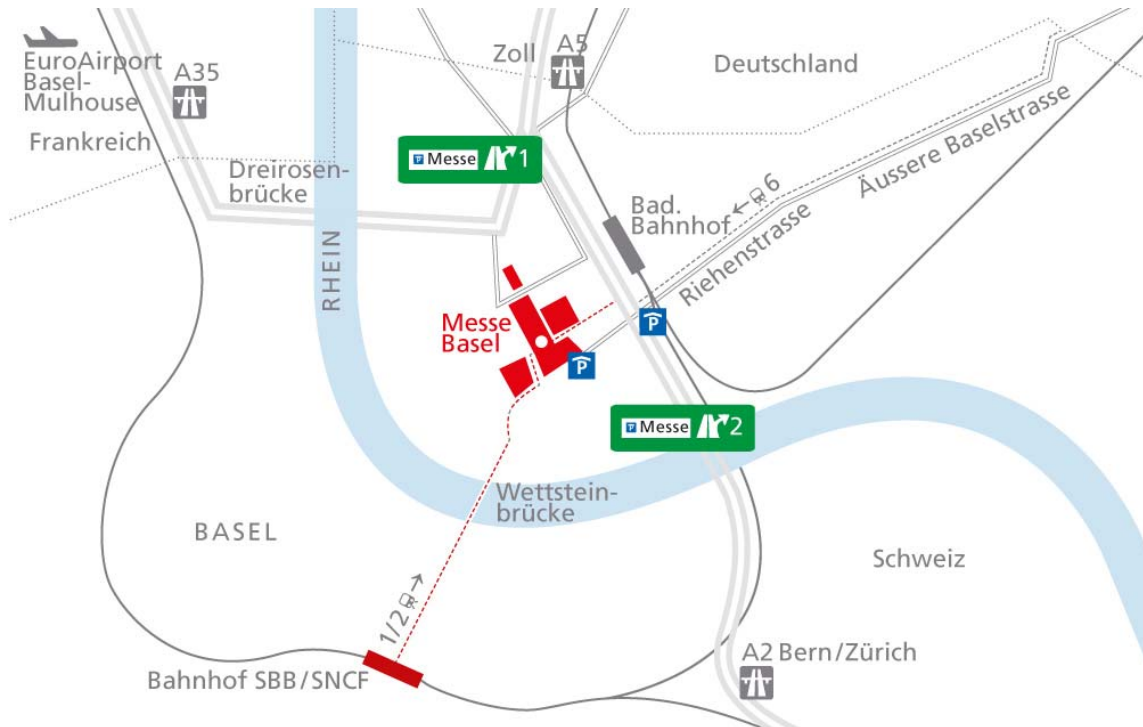 EuroAirport
Basel-
Mulhouse
A35
Frankreich
Zoll
A5
Deutschland
P Messe 1
Dreirosen-
brücke
Äussere Baselstrasse
6
Bad.
Bahnhof
Riehenstrasse
RHEIN
Messe
Basel
P
P
P Messe 2
Wettstein-
brücke
BASEL
Schweiz
1/2
Bahnhof SBB/SNCF
A2 Bern/Zürich